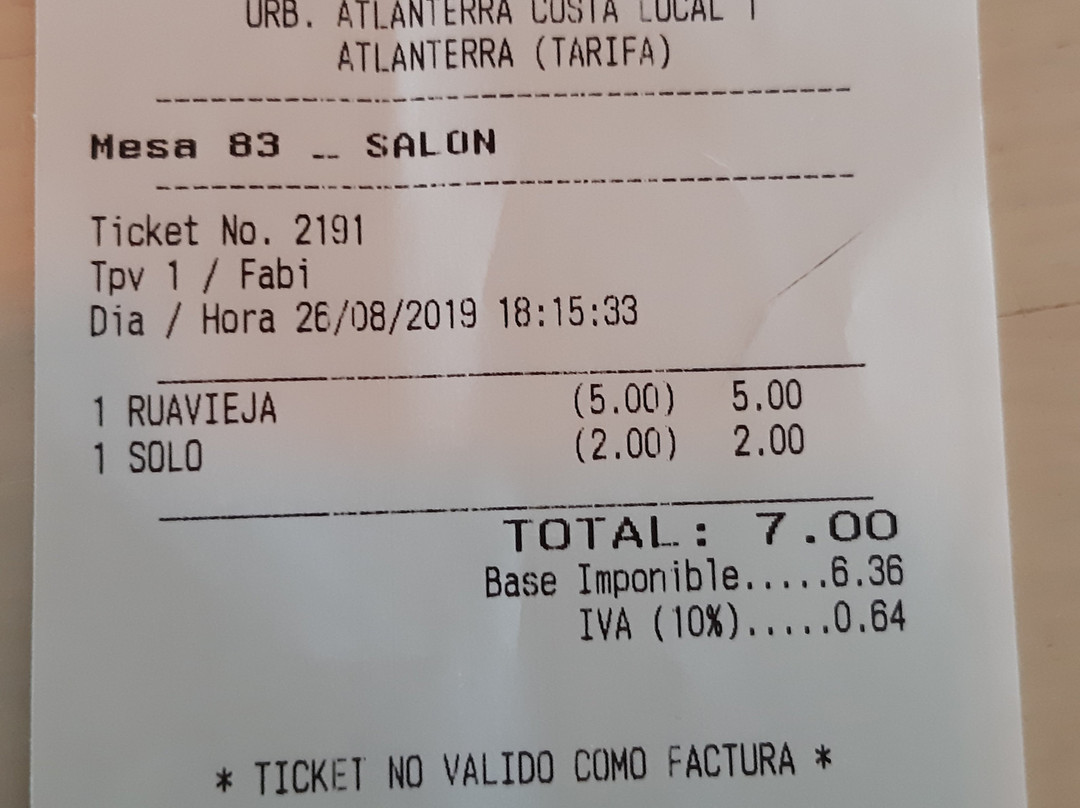 URB. ATLANTERRA COSTA LOCAL 1
ATLANTERRA (TARIFA)
Mesa 83 _ SALON
Ticket No. 2191
Tpv 1 / Fabi
Dia / Hora 26/08/2019 18:15:33
1 RUAVIEJA (5.00) 5.00
1 SOLO (2.00) 2.00
TOTAL: 7.00
Base Imponible.....6.36
IVA (10%).....0.64
* TICKET NO VALIDO COMO FACTURA *